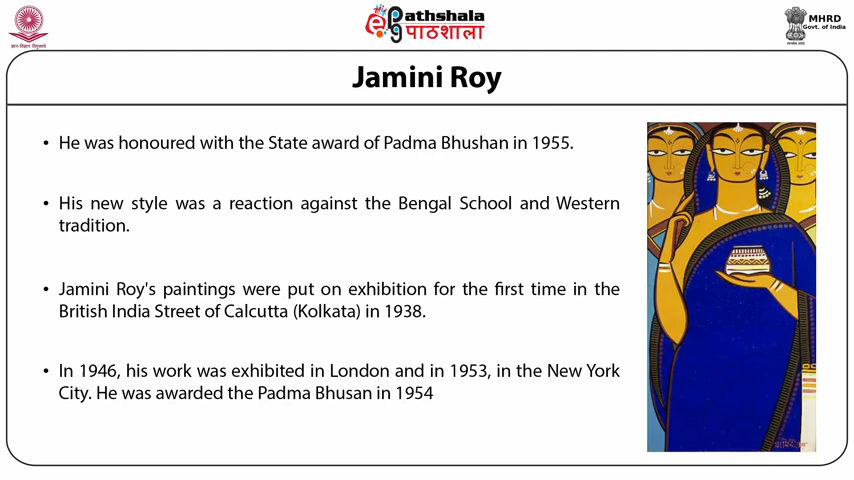 ज्ञान-विज्ञान विमुक्तये
e Pathshala
pg पाठशाला
MHRD
Govt. of India
Jamini Roy
• He was honoured with the State award of Padma Bhushan in 1955.
• His new style was a reaction against the Bengal School and Western
tradition.
• Jamini Roy's paintings were put on exhibition for the first time in the
British India Street of Calcutta (Kolkata) in 1938.
• In 1946, his work was exhibited in London and in 1953, in the New York
City. He was awarded the Padma Bhusan in 1954